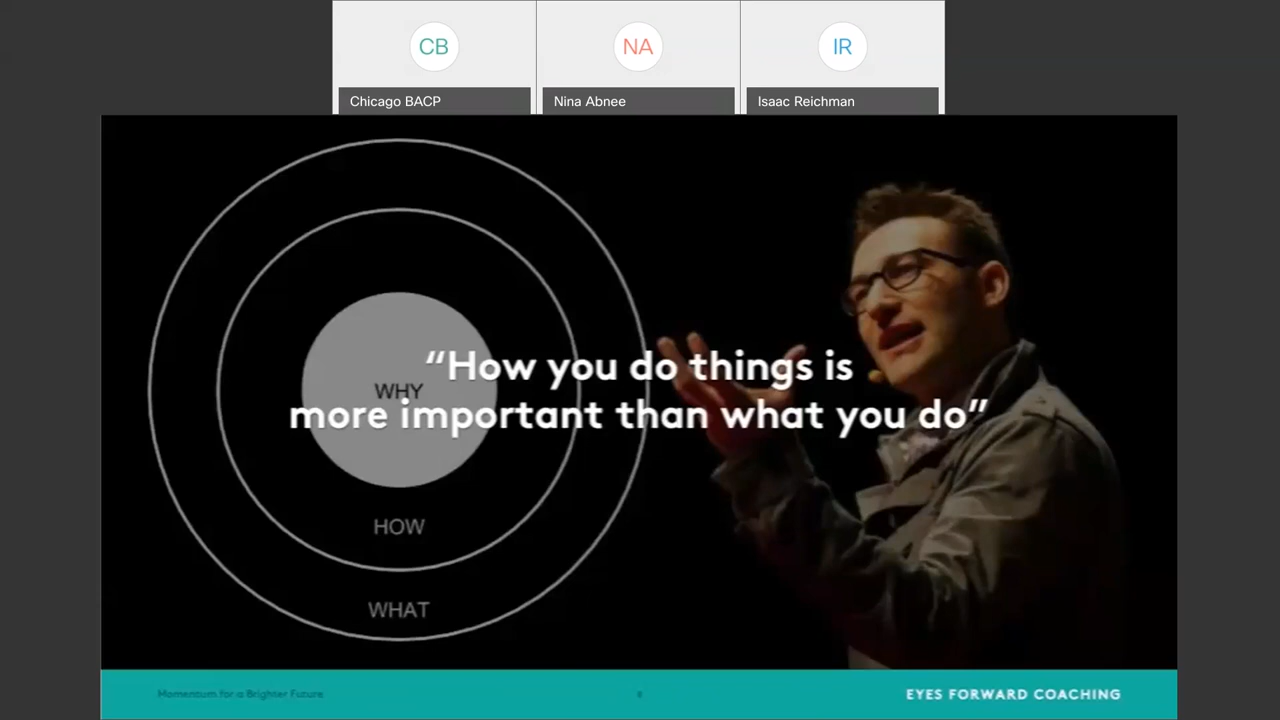 CB
NA
IR
Chicago BACP
Nina Abnee
Isaac Reichman
“How you do things is
WHY
more important than what you do”
HOW
WHAT
Momentum for a Brighter Future
EYES FORWARD COACHING